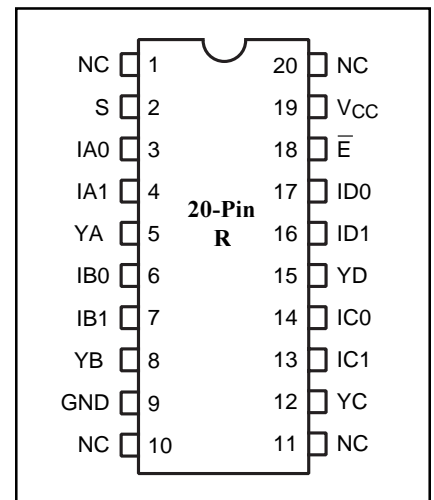 NC 1 20 NC
S 2 19 VCC
IA0 3 18 E̅
IA1 4 17 ID0
20-Pin
YA 5 16 ID1
R
IB0 6 15 YD
IB1 7 14 IC0
YB 8 13 IC1
GND 9 12 YC
NC 10 11 NC